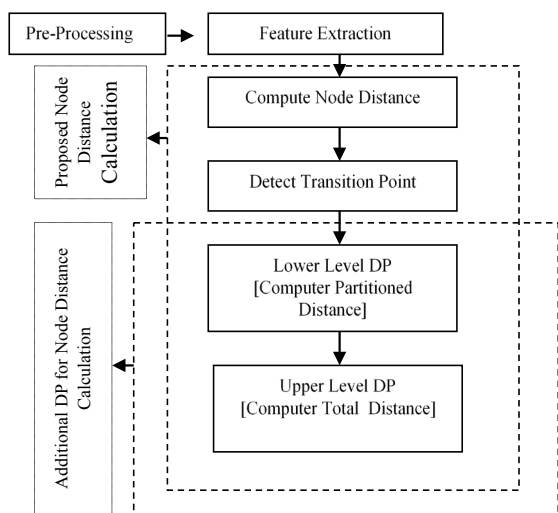 Pre-Processing
Feature Extraction
Compute Node Distance
Proposed Node
Distance
Calculation
Detect Transition Point
Lower Level DP
[Computer Partitioned
Distance]
Additional DP for Node Distance
Calculation
Upper Level DP
[Computer Total Distance]